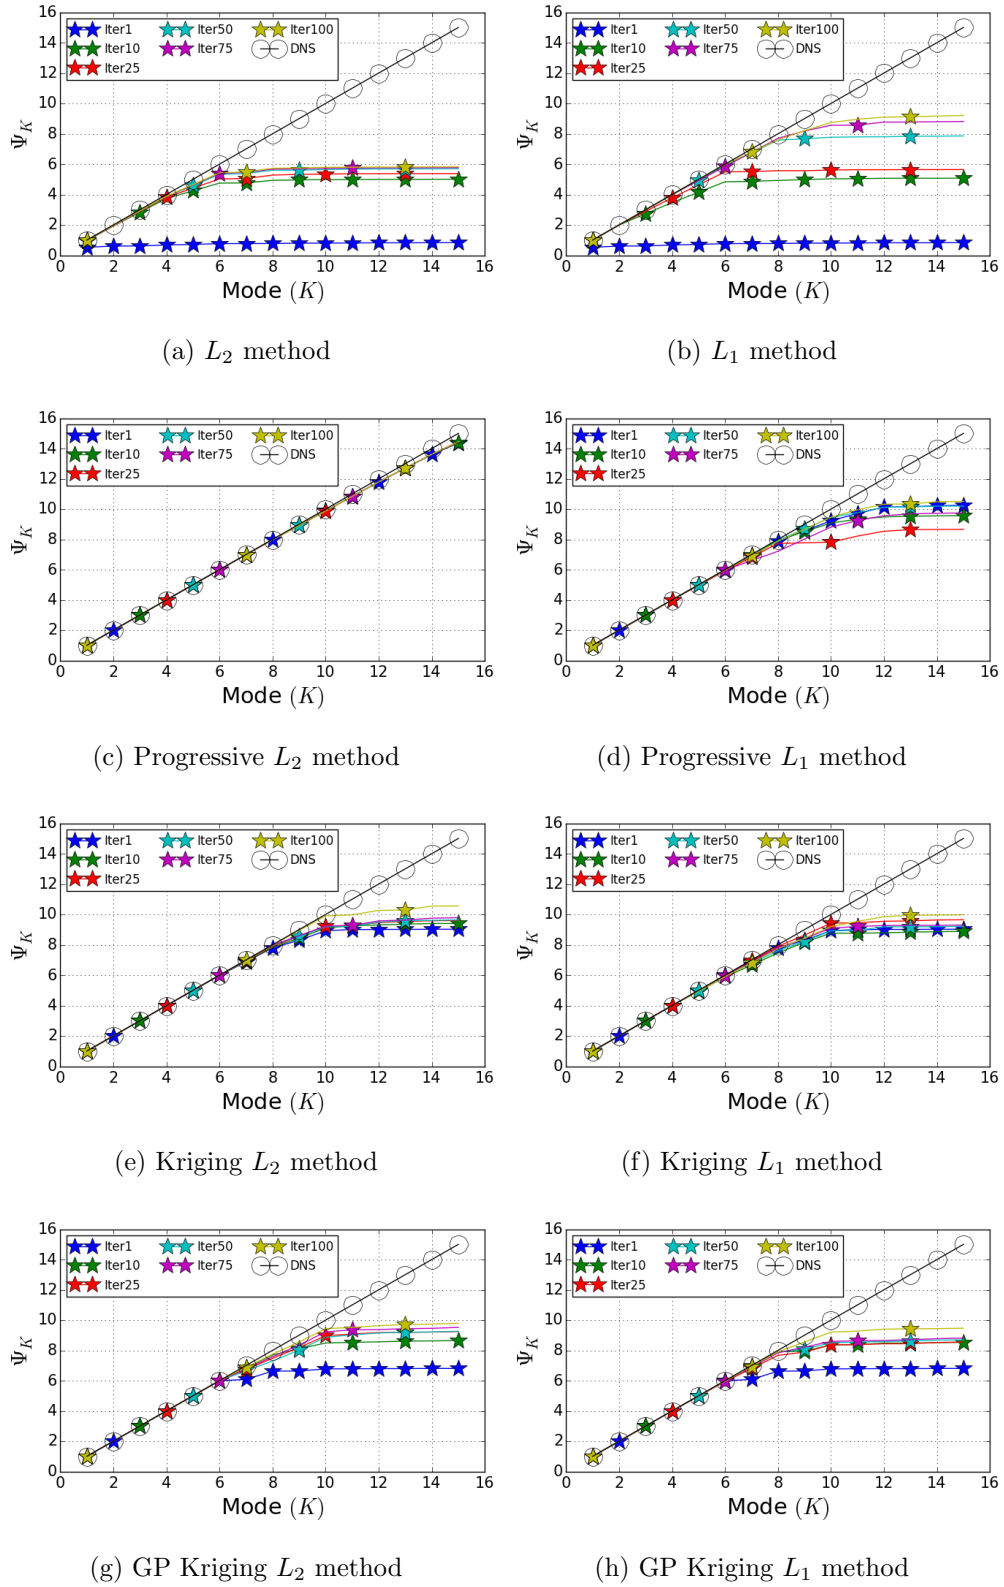 Iter1 Iter50 Iter100
Iter10 Iter75 DNS
Iter25
16
14
12
10
8
6
4
2
0
Ψ_K
0 2 4 6 8 10 12 14 16
Mode (K)
(a) L_2 method
Iter1 Iter50 Iter100
Iter10 Iter75 DNS
Iter25
16
14
12
10
8
6
4
2
0
Ψ_K
0 2 4 6 8 10 12 14 16
Mode (K)
(b) L_1 method
Iter1 Iter50 Iter100
Iter10 Iter75 DNS
Iter25
16
14
12
10
8
6
4
2
0
Ψ_K
0 2 4 6 8 10 12 14 16
Mode (K)
(c) Progressive L_2 method
Iter1 Iter50 Iter100
Iter10 Iter75 DNS
Iter25
16
14
12
10
8
6
4
2
0
Ψ_K
0 2 4 6 8 10 12 14 16
Mode (K)
(d) Progressive L_1 method
Iter1 Iter50 Iter100
Iter10 Iter75 DNS
Iter25
16
14
12
10
8
6
4
2
0
Ψ_K
0 2 4 6 8 10 12 14 16
Mode (K)
(e) Kriging L_2 method
Iter1 Iter50 Iter100
Iter10 Iter75 DNS
Iter25
16
14
12
10
8
6
4
2
0
Ψ_K
0 2 4 6 8 10 12 14 16
Mode (K)
(f) Kriging L_1 method
Iter1 Iter50 Iter100
Iter10 Iter75 DNS
Iter25
16
14
12
10
8
6
4
2
0
Ψ_K
0 2 4 6 8 10 12 14 16
Mode (K)
(g) GP Kriging L_2 method
Iter1 Iter50 Iter100
Iter10 Iter75 DNS
Iter25
16
14
12
10
8
6
4
2
0
Ψ_K
0 2 4 6 8 10 12 14 16
Mode (K)
(h) GP Kriging L_1 method